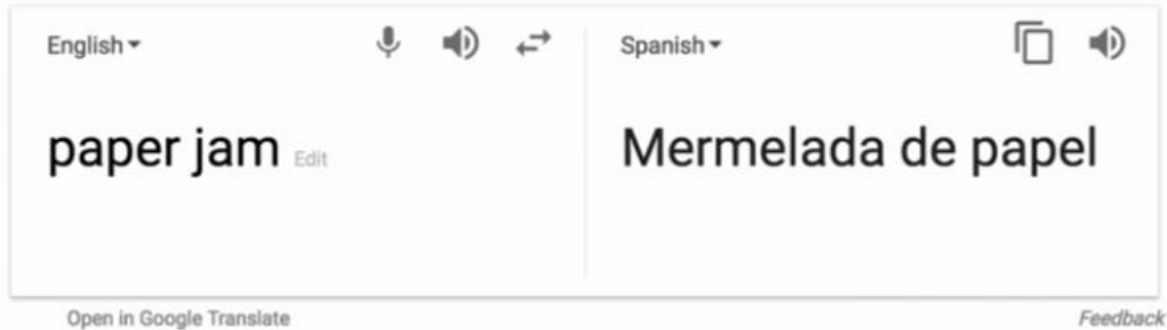 English Spanish
paper jam Edit Mermelada de papel
Open in Google Translate Feedback